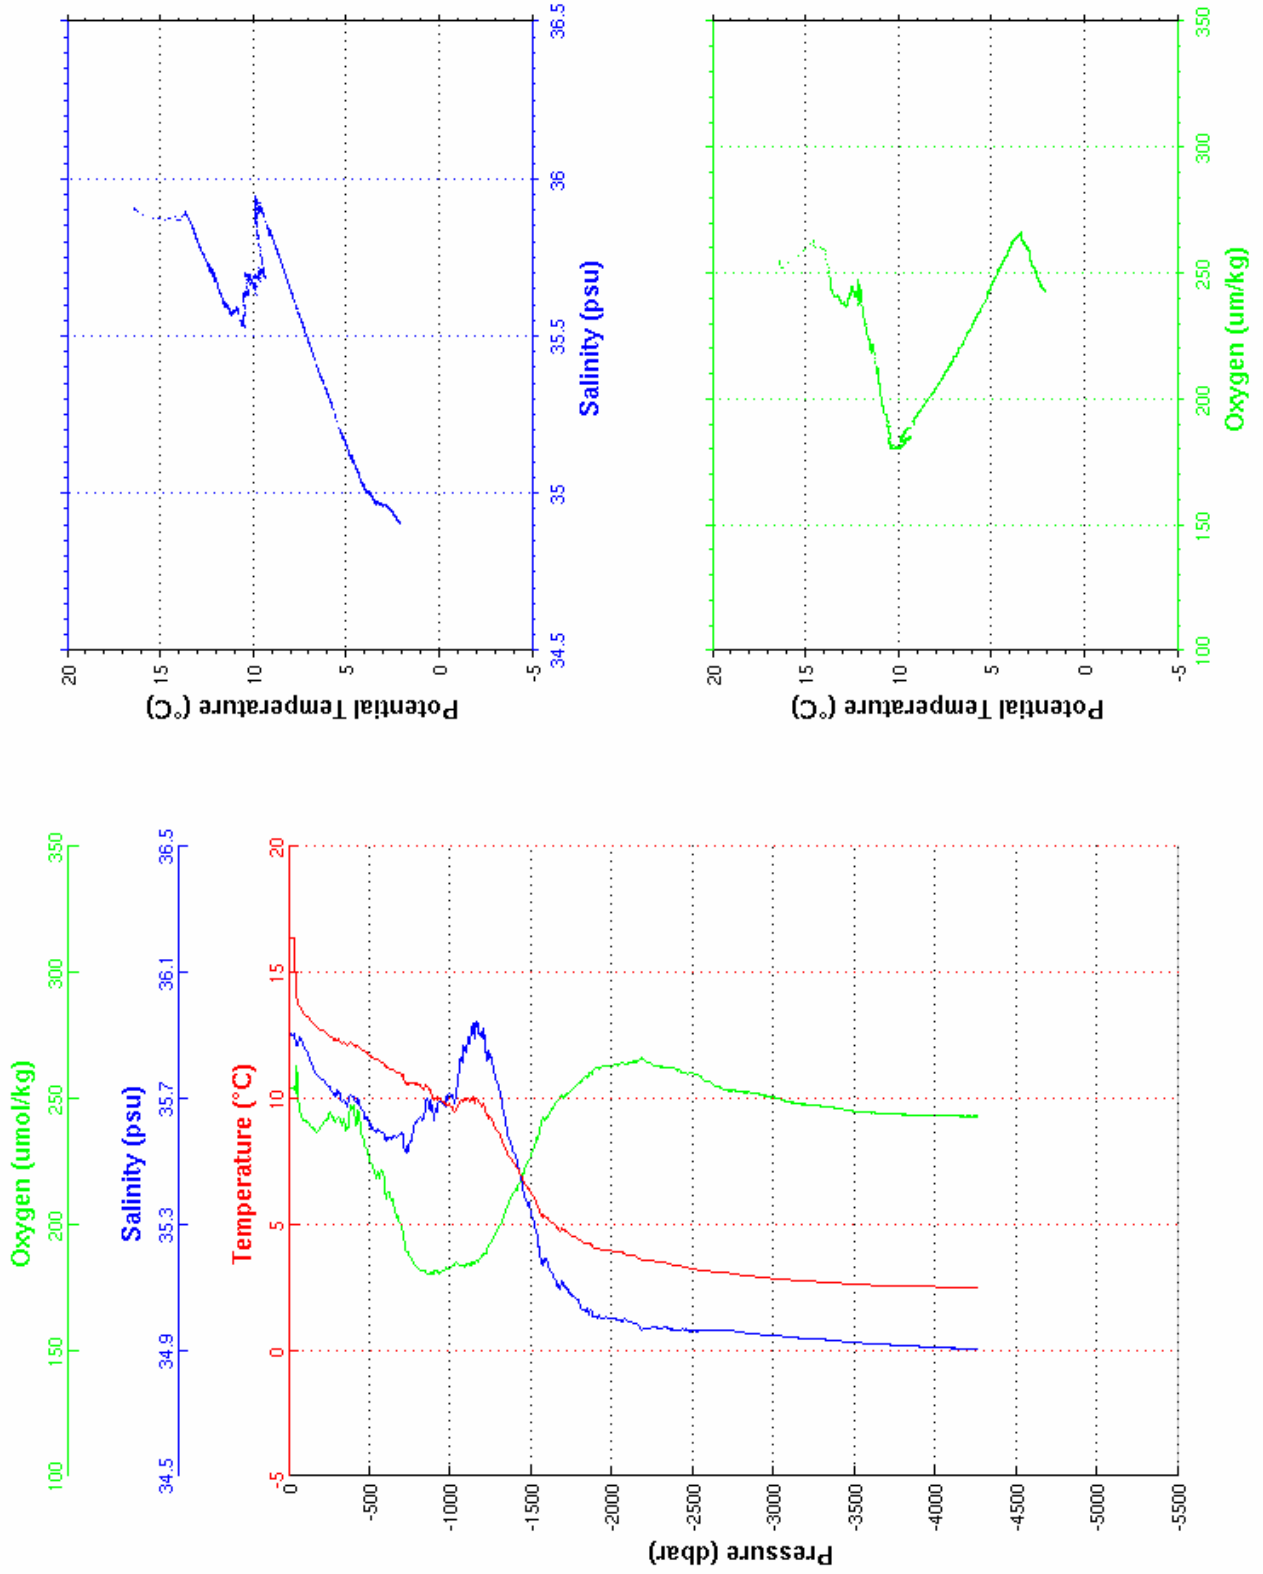 Oxygen (umol/kg)
100 150 200 250 300 350
Salinity (psu)
34.5 34.9 35.3 35.7 36.1 36.5
Temperature (°C)
-5 0 5 10 15 20
Pressure (dbar)
0
-500
-1000
-1500
-2000
-2500
-3000
-3500
-4000
-4500
-5000
-5500
Potential Temperature (°C)
20
15
10
5
0
-5
34.5 35 35.5 36 36.5
Salinity (psu)
Potential Temperature (°C)
20
15
10
5
0
-5
100 150 200 250 300 350
Oxygen (um/kg)